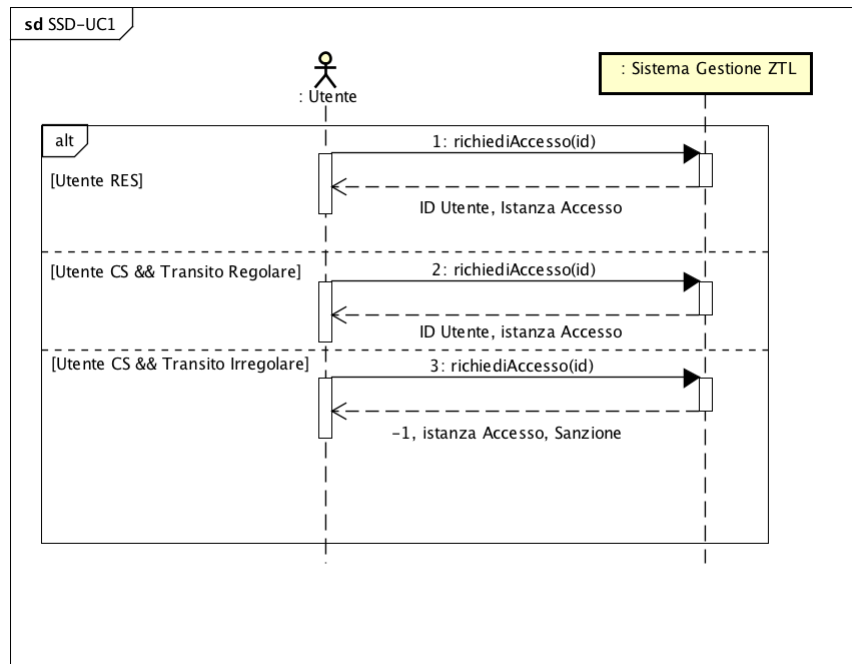 sd SSD-UC1
: Utente
: Sistema Gestione ZTL
alt
1: richiediAccesso(id)
[Utente RES]
ID Utente, Istanza Accesso
[Utente CS && Transito Regolare]
2: richiediAccesso(id)
ID Utente, istanza Accesso
[Utente CS && Transito Irregolare]
3: richiediAccesso(id)
-1, istanza Accesso, Sanzione